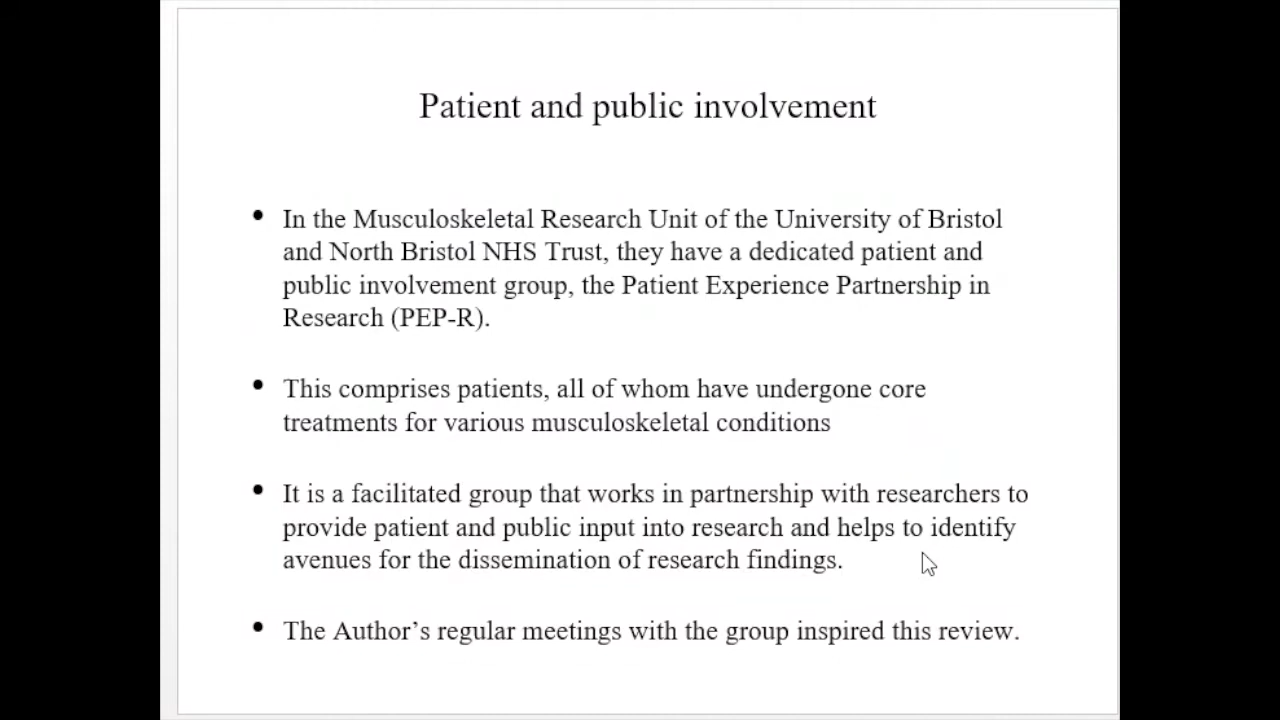 Patient and public involvement
• In the Musculoskeletal Research Unit of the University of Bristol
and North Bristol NHS Trust, they have a dedicated patient and
public involvement group, the Patient Experience Partnership in
Research (PEP-R).
• This comprises patients, all of whom have undergone core
treatments for various musculoskeletal conditions
• It is a facilitated group that works in partnership with researchers to
provide patient and public input into research and helps to identify
avenues for the dissemination of research findings.
• The Author’s regular meetings with the group inspired this review.